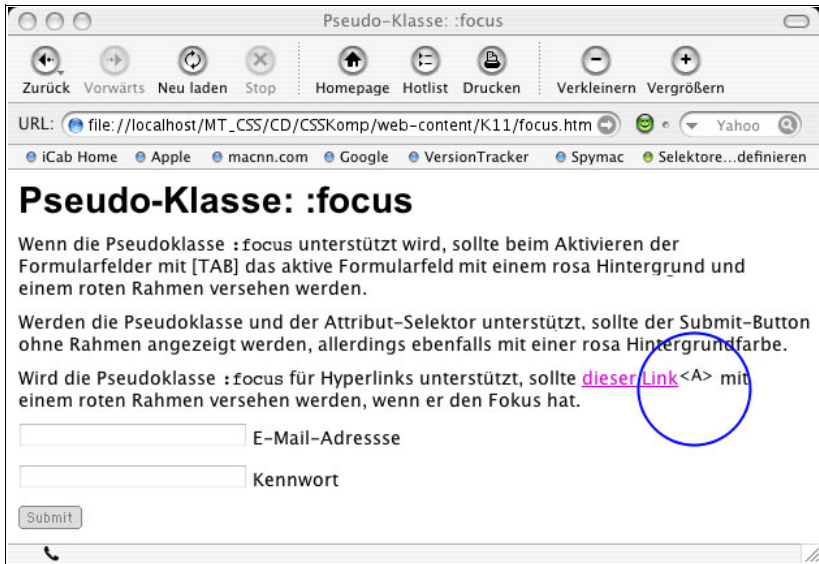 Pseudo-Klasse: :focus
Zurück Vorwärts Neu laden Stop Homepage Hotlist Drucken Verkleinern Vergrößern
URL: file://localhost/MT_CSS/CD/CSSKomp/web-content/K11/focus.htm Yahoo
iCab Home Apple macnn.com Google VersionTracker Spymac Selektore...definieren
Pseudo-Klasse: :focus
Wenn die Pseudoklasse :focus unterstützt wird, sollte beim Aktivieren der
Formularfelder mit [TAB] das aktive Formularfeld mit einem rosa Hintergrund und
einem roten Rahmen versehen werden.
Werden die Pseudoklasse und der Attribut-Selektor unterstützt, sollte der Submit-Button
ohne Rahmen angezeigt werden, allerdings ebenfalls mit einer rosa Hintergrundfarbe.
Wird die Pseudoklasse :focus für Hyperlinks unterstützt, sollte dieser Link<A> mit
einem roten Rahmen versehen werden, wenn er den Fokus hat.
E-Mail-Adressse
Kennwort
Submit